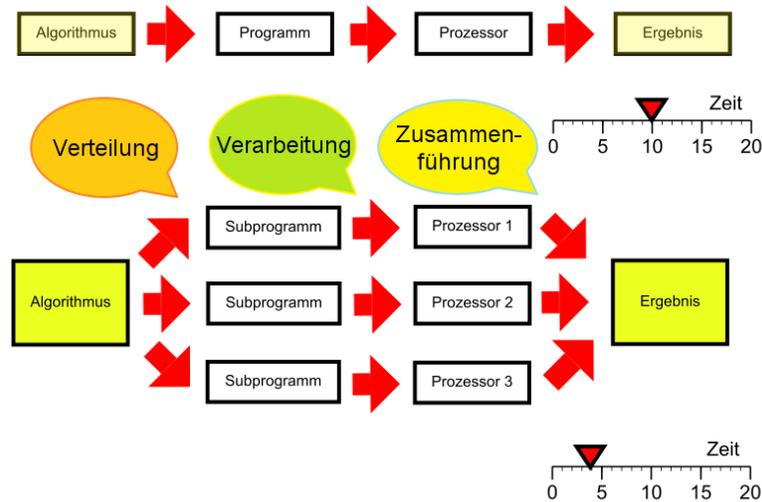 Algorithmus
Programm
Prozessor
Ergebnis
Zeit
0 5 10 15 20
Verteilung
Verarbeitung
Zusammen-
führung
Subprogramm
Prozessor 1
Algorithmus
Subprogramm
Prozessor 2
Ergebnis
Subprogramm
Prozessor 3
Zeit
0 5 10 15 20